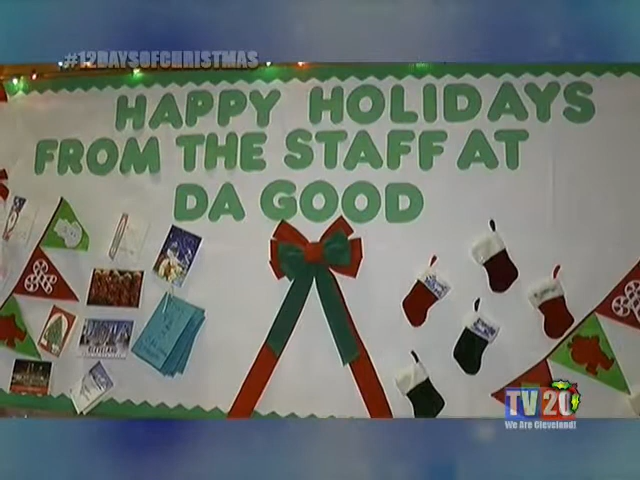 #12DAYSOFCHRISTMAS
HAPPY HOLIDAYS
FROM THE STAFF AT
DA GOOD
TV20
We Are Cleveland!